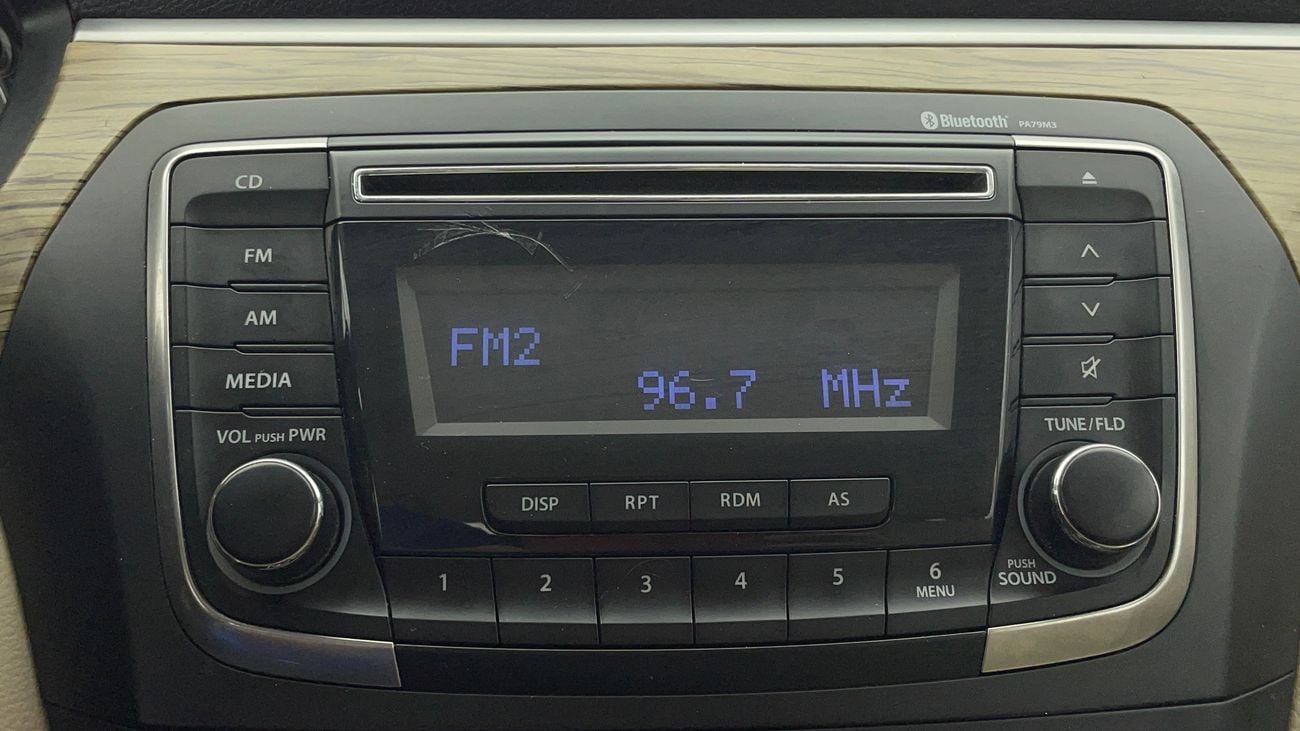 Bluetooth PA79M3
CD
FM
AM
MEDIA
VOL PUSH PWR
FM2
96.7 MHz
TUNE/FLD
DISP RPT RDM AS
1 2 3 4 5 6
MENU
PUSH
SOUND